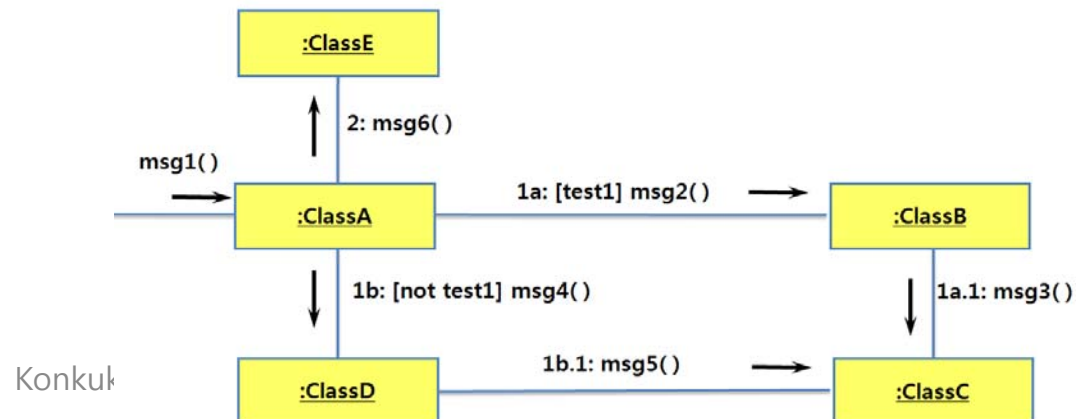 :ClassE
2: msg6( )
msg1( )
1a: [test1] msg2( )
:ClassA
:ClassB
1b: [not test1] msg4( )
1a.1: msg3( )
1b.1: msg5( )
Konkuk
:ClassD
:ClassC